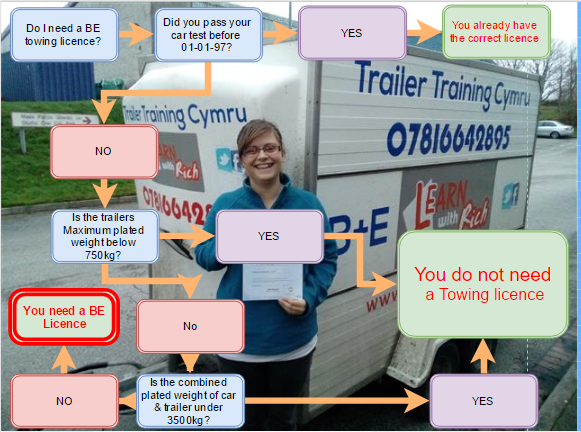 Do I need a BE
towing licence?
Did you pass your
car test before
01-01-97?
YES
You already have
the correct licence
Trailer Training Cymru
Trailer Training Cymru
07816642895
NO
LEARN
with Rich
with Rich
07816642
Is the trailers
Maximum plated
weight below
750kg?
YES
B+E
You do not need
a Towing licence
www
You need a BE
Licence
No
NO
Is the combined
plated weight of car
& trailer under
3500kg?
YES